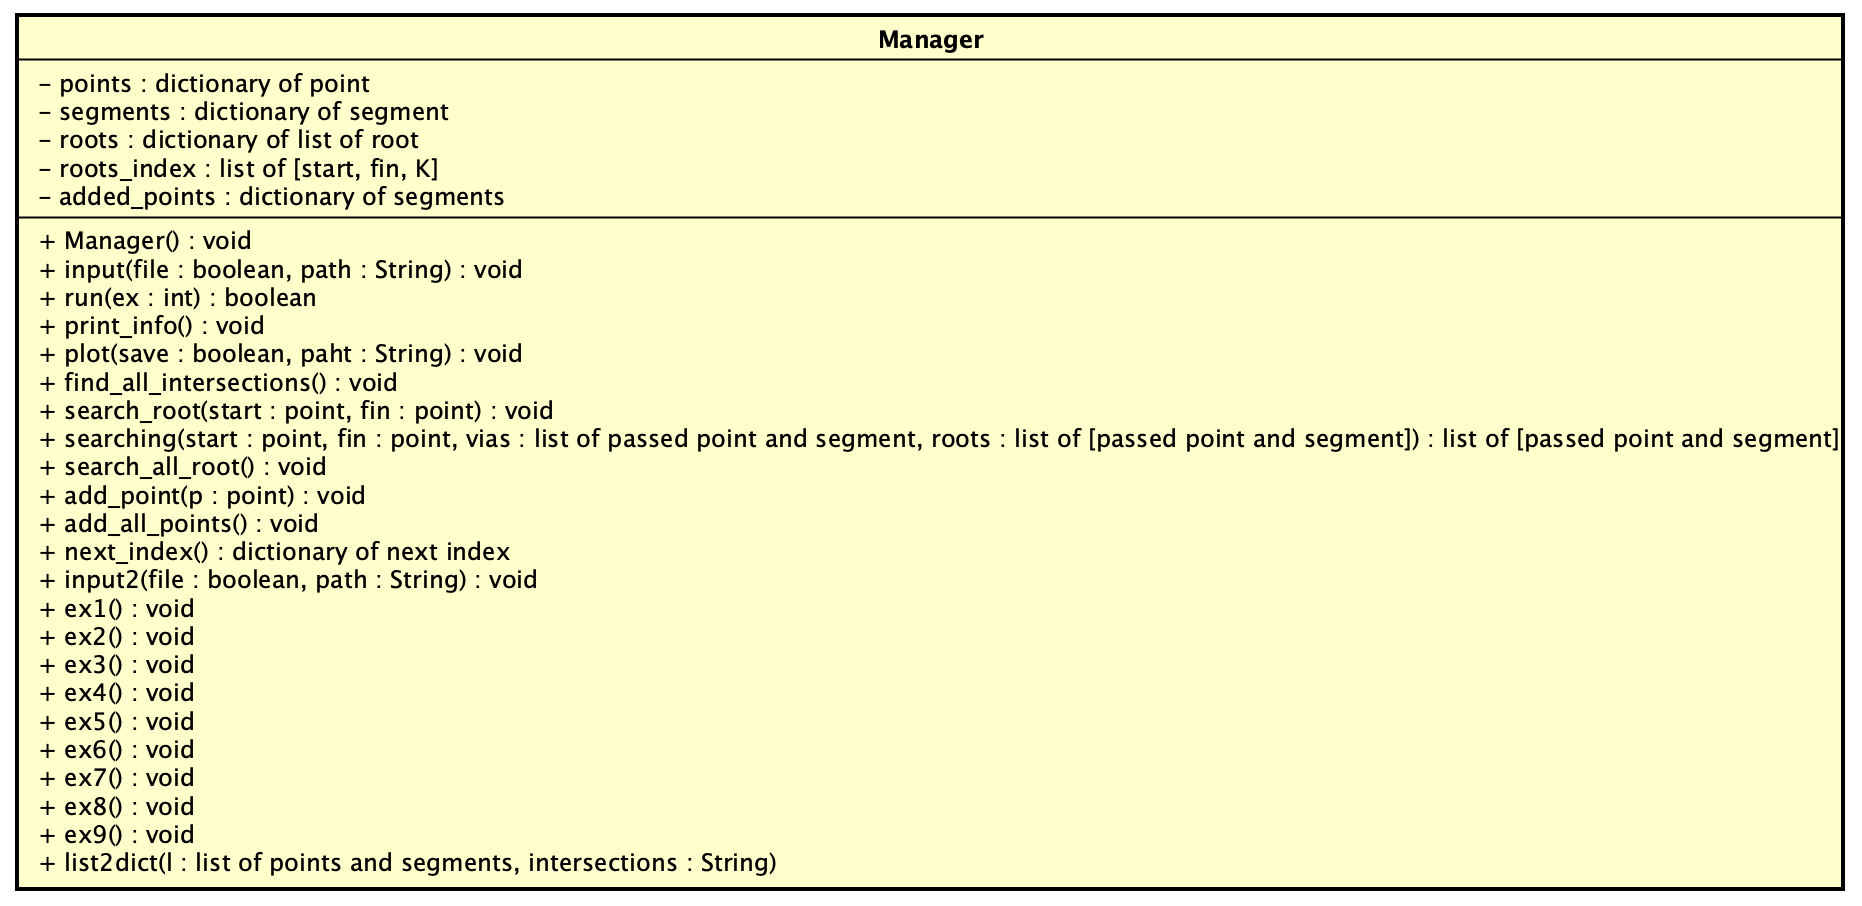 Manager
– points : dictionary of point
– segments : dictionary of segment
– roots : dictionary of list of root
– roots_index : list of [start, fin, K]
– added_points : dictionary of segments
+ Manager() : void
+ input(file : boolean, path : String) : void
+ run(ex : int) : boolean
+ print_info() : void
+ plot(save : boolean, paht : String) : void
+ find_all_intersections() : void
+ search_root(start : point, fin : point) : void
+ searching(start : point, fin : point, vias : list of passed point and segment, roots : list of [passed point and segment]) : list of [passed point and segment]
+ search_all_root() : void
+ add_point(p : point) : void
+ add_all_points() : void
+ next_index() : dictionary of next index
+ input2(file : boolean, path : String) : void
+ ex1() : void
+ ex2() : void
+ ex3() : void
+ ex4() : void
+ ex5() : void
+ ex6() : void
+ ex7() : void
+ ex8() : void
+ ex9() : void
+ list2dict(l : list of points and segments, intersections : String)